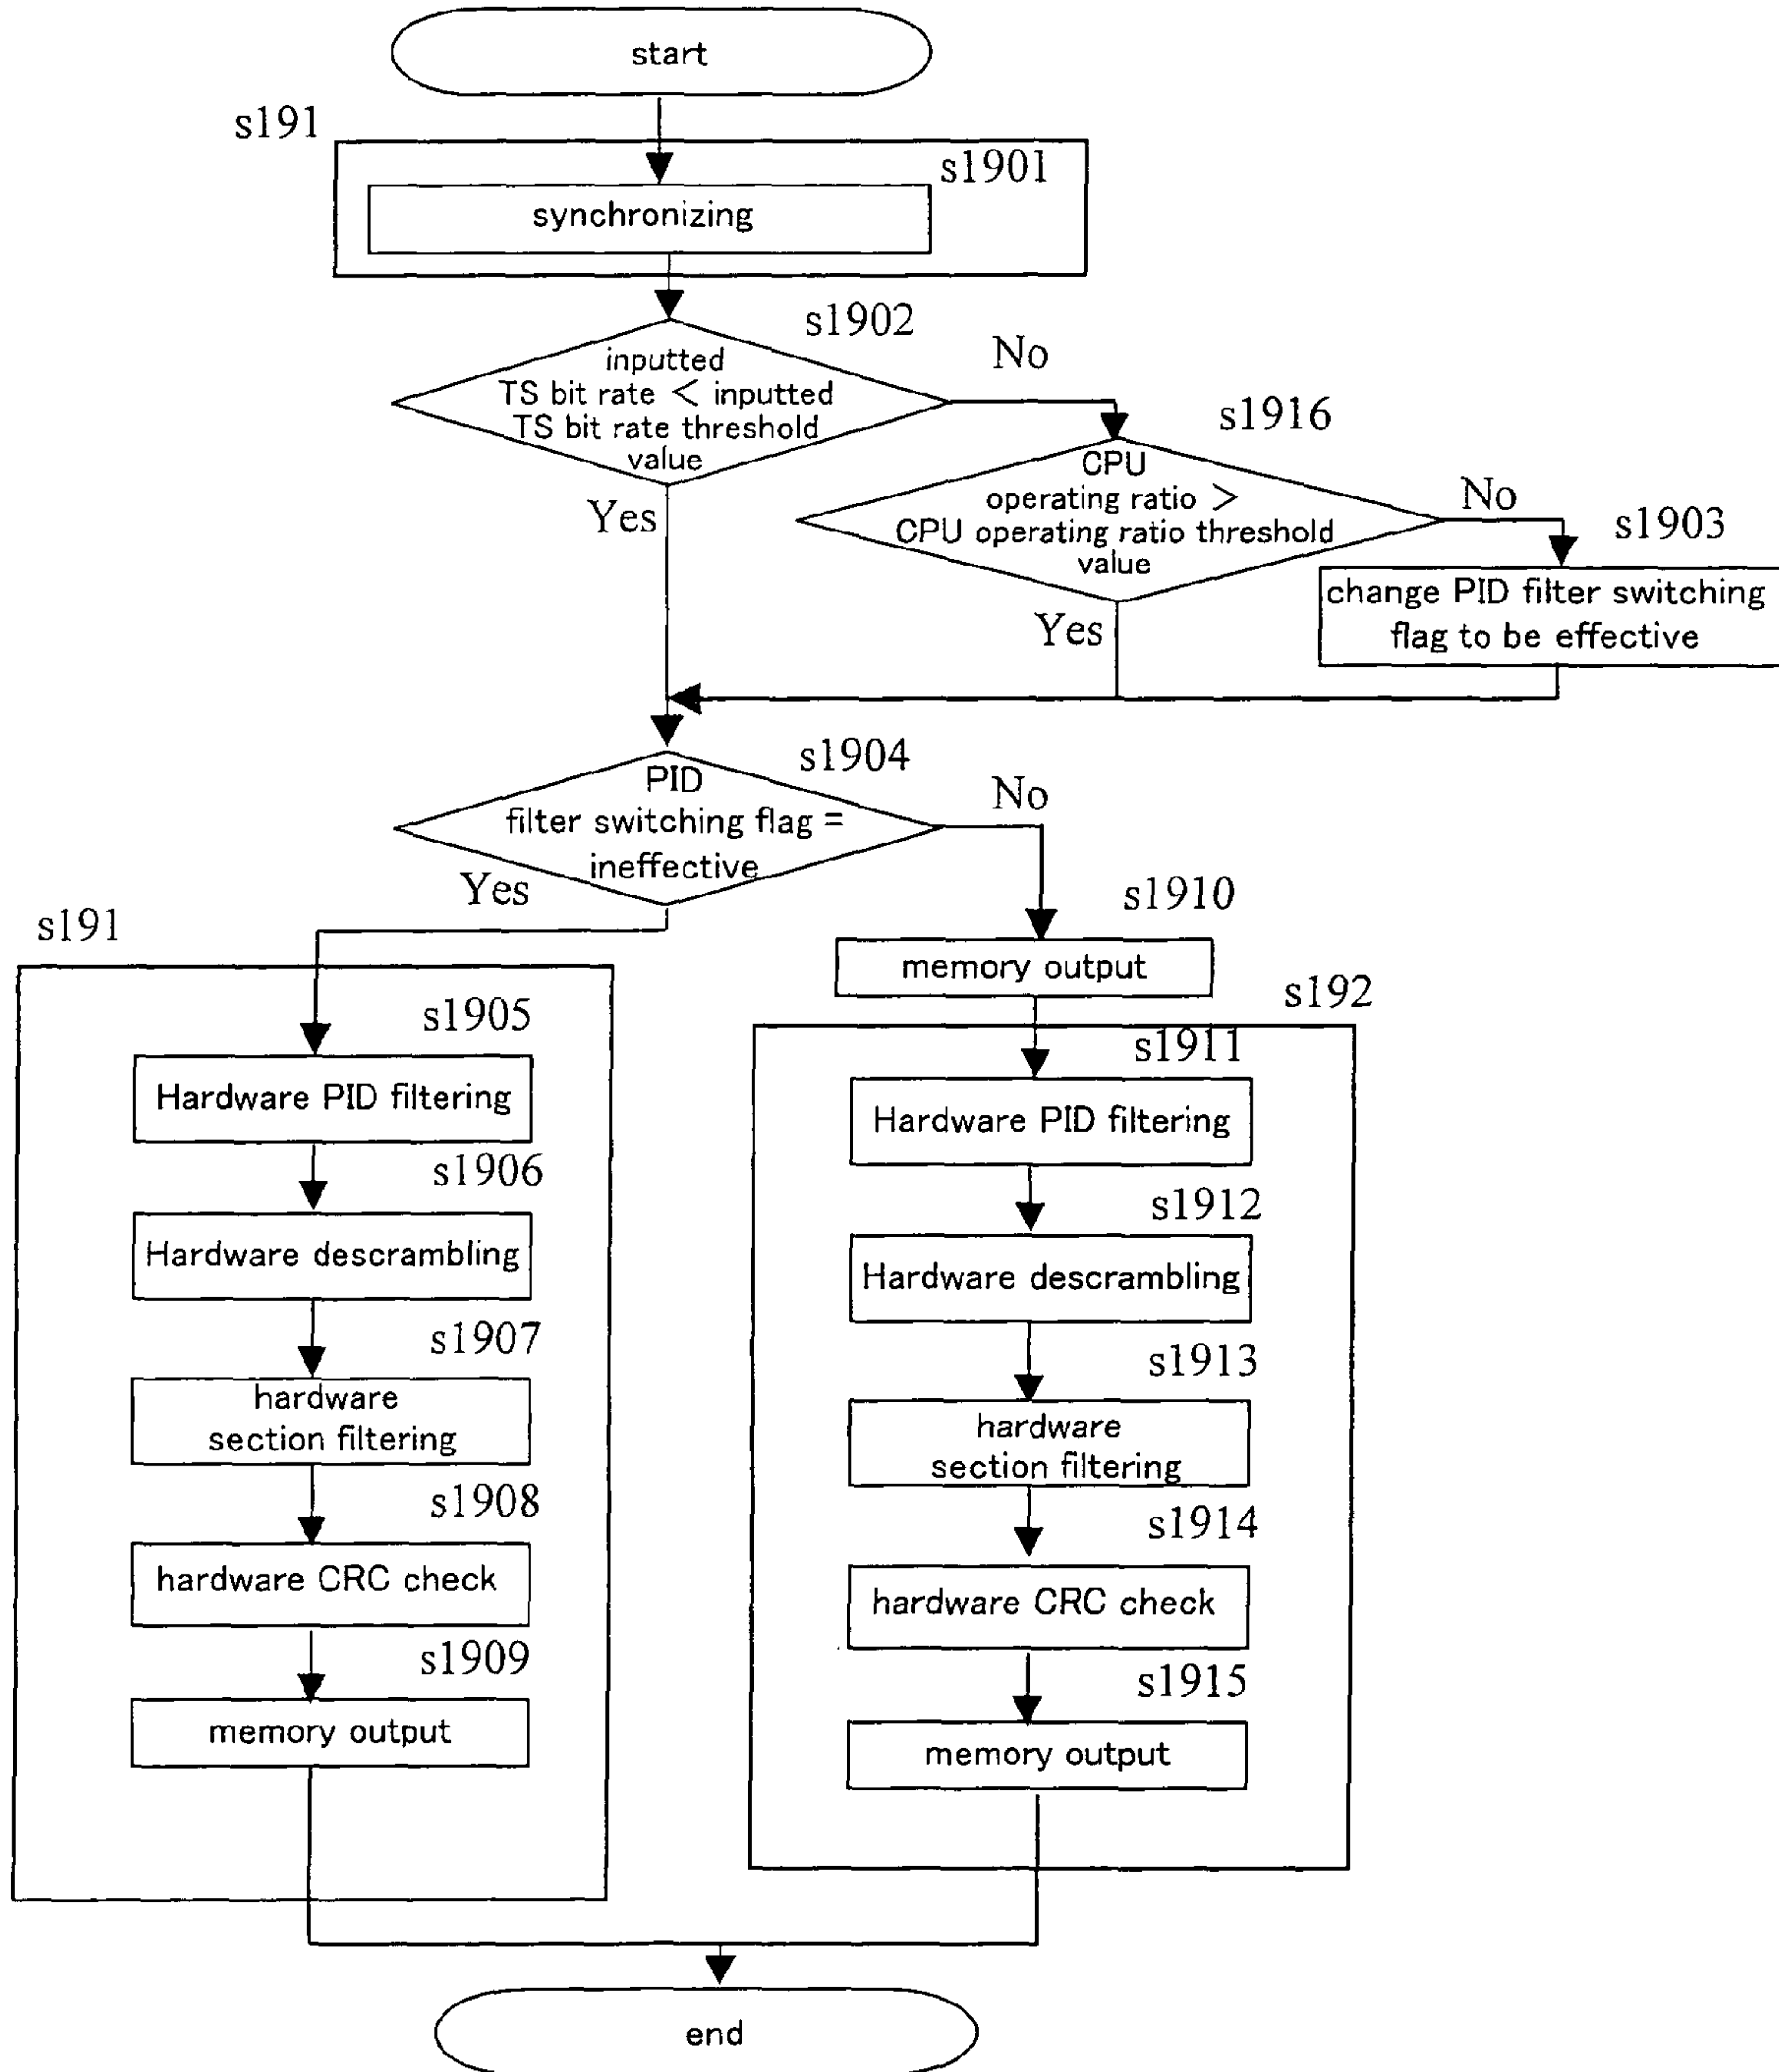 start
s191
s1901
synchronizing
s1902
inputted
TS bit rate < inputted
TS bit rate threshold
value
No
Yes
s1916
CPU
operating ratio >
CPU operating ratio threshold
value
No
Yes
s1903
change PID filter switching
flag to be effective
s1904
PID
filter switching flag =
ineffective
No
Yes
s191
s1905
Hardware PID filtering
s1906
Hardware descrambling
s1907
hardware
section filtering
s1908
hardware CRC check
s1909
memory output
s1910
memory output
s192
s1911
Hardware PID filtering
s1912
Hardware descrambling
s1913
hardware
section filtering
s1914
hardware CRC check
s1915
memory output
end